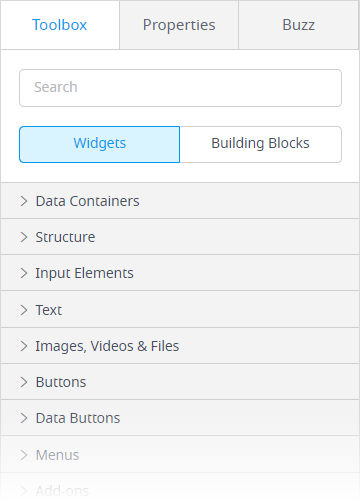 Toolbox Properties Buzz
Search
Widgets Building Blocks
Data Containers
Structure
Input Elements
Text
Images, Videos & Files
Buttons
Data Buttons
Menus
Add-ons